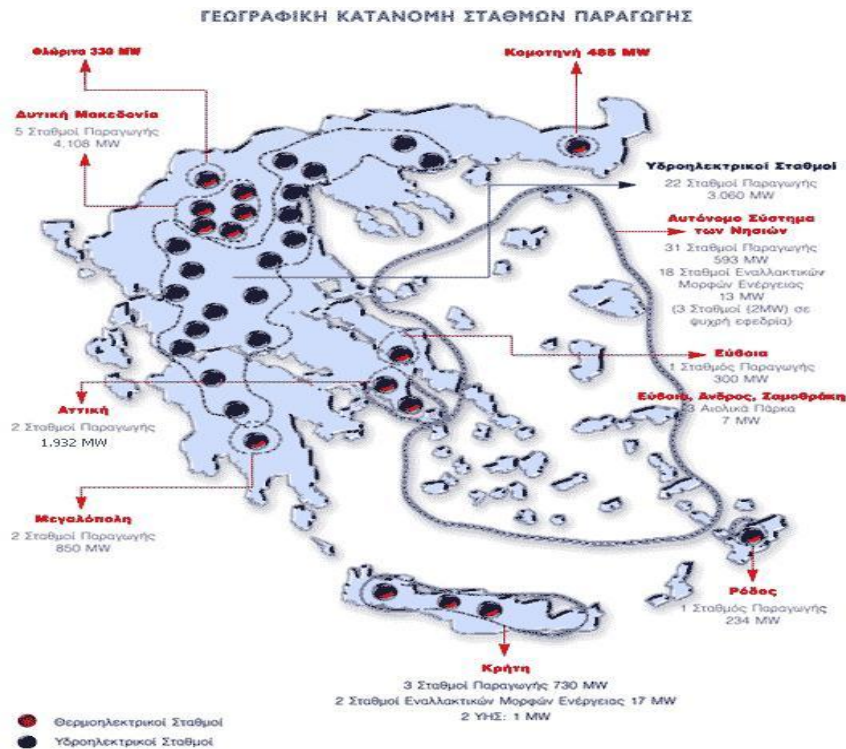 ΓΕΩΓΡΑΦΙΚΗ ΚΑΤΑΝΟΜΗ ΣΤΑΘΜΩΝ ΠΑΡΑΓΩΓΗΣ
Φλώρινα 330 MW
Κομοτηνή 485 MW
Δυτική Μακεδονία
5 Σταθμοί Παραγωγής
4.108 MW
Υδροηλεκτρικοί Σταθμοί
22 Σταθμοί Παραγωγής
3.060 MW
Αυτόνομο Σύστημα
των Νησιών
31 Σταθμοί Παραγωγής
593 MW
18 Σταθμοί Εναλλακτικών
Μορφών Ενέργειας
13 MW
(3 Σταθμοί (2MW) σε
ψυχρή εφεδρία)
Εύβοια
1 Σταθμός Παραγωγής
300 MW
Εύβοια, Άνδρος, Σαμοθράκη
3 Αιολικά Πάρκα
7 MW
Αττική
2 Σταθμοί Παραγωγής
1.932 MW
Μεγαλόπολη
2 Σταθμοί Παραγωγής
850 MW
Ρόδος
1 Σταθμός Παραγωγής
234 MW
Κρήτη
3 Σταθμοί Παραγωγής 730 MW
2 Σταθμοί Εναλλακτικών Μορφών Ενέργειας 17 MW
2 ΥΗΣ: 1 MW
Θερμοηλεκτρικοί Σταθμοί
Υδροηλεκτρικοί Σταθμοί